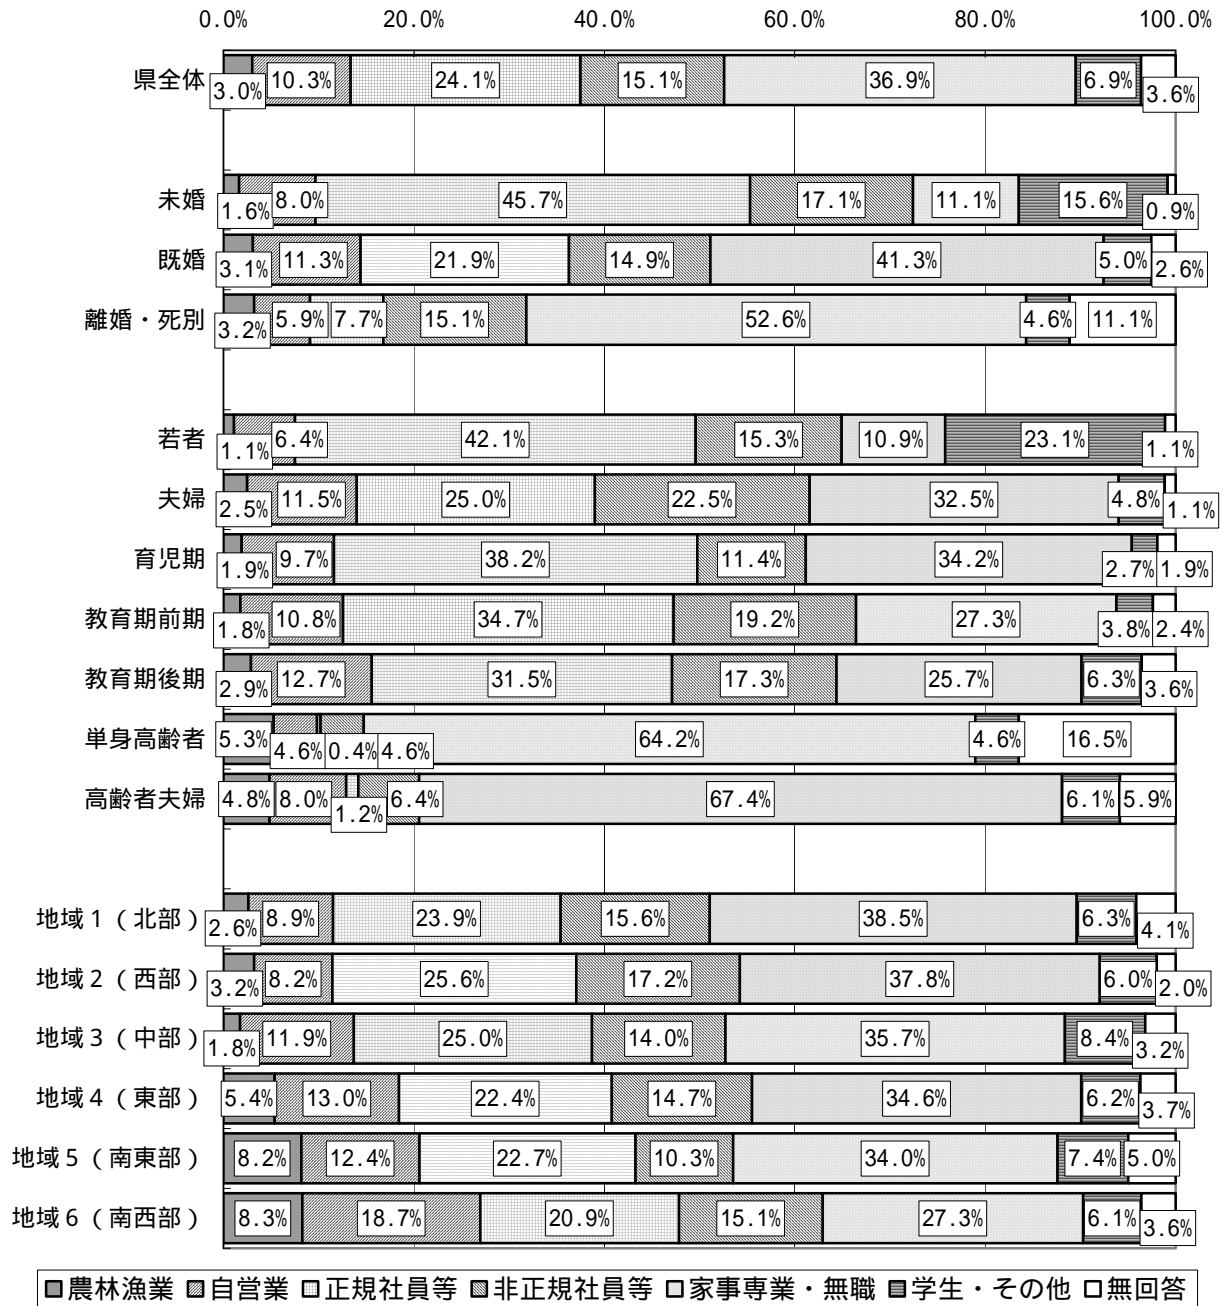 0.0% 20.0% 40.0% 60.0% 80.0% 100.0%
県全体 3.0% 10.3% 24.1% 15.1% 36.9% 6.9% 3.6%
未婚 1.6% 8.0% 45.7% 17.1% 11.1% 15.6% 0.9%
既婚 3.1% 11.3% 21.9% 14.9% 41.3% 5.0% 2.6%
離婚・死別 3.2% 5.9% 7.7% 15.1% 52.6% 4.6% 11.1%
若者 1.1% 6.4% 42.1% 15.3% 10.9% 23.1% 1.1%
夫婦 2.5% 11.5% 25.0% 22.5% 32.5% 4.8% 1.1%
育児期 1.9% 9.7% 38.2% 11.4% 34.2% 2.7% 1.9%
教育期前期 1.8% 10.8% 34.7% 19.2% 27.3% 3.8% 2.4%
教育期後期 2.9% 12.7% 31.5% 17.3% 25.7% 6.3% 3.6%
単身高齢者 5.3% 4.6% 0.4% 4.6% 64.2% 4.6% 16.5%
高齢者夫婦 4.8% 8.0% 1.2% 6.4% 67.4% 6.1% 5.9%
地域1（北部） 2.6% 8.9% 23.9% 15.6% 38.5% 6.3% 4.1%
地域2（西部） 3.2% 8.2% 25.6% 17.2% 37.8% 6.0% 2.0%
地域3（中部） 1.8% 11.9% 25.0% 14.0% 35.7% 8.4% 3.2%
地域4（東部） 5.4% 13.0% 22.4% 14.7% 34.6% 6.2% 3.7%
地域5（南東部） 8.2% 12.4% 22.7% 10.3% 34.0% 7.4% 5.0%
地域6（南西部） 8.3% 18.7% 20.9% 15.1% 27.3% 6.1% 3.6%
農林漁業 自営業 正規社員等 非正規社員等 家事専業・無職 学生・その他 無回答